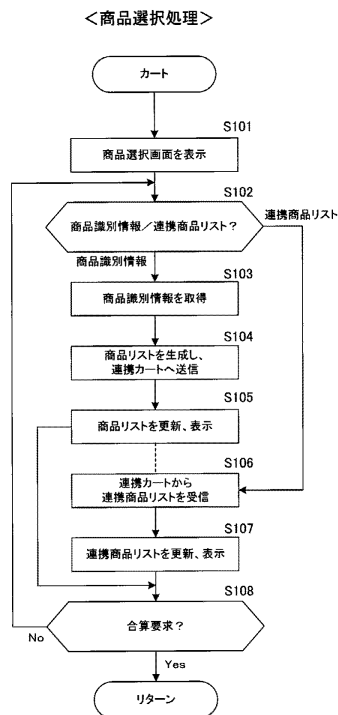 ＜商品選択処理＞
カート
S101
商品選択画面を表示
S102
商品識別情報／連携商品リスト？
連携商品リスト
商品識別情報
S103
商品識別情報を取得
S104
商品リストを生成し、
連携カートへ送信
S105
商品リストを更新、表示
S106
連携カートから
連携商品リストを受信
S107
連携商品リストを更新、表示
S108
合算要求？
No
Yes
リターン